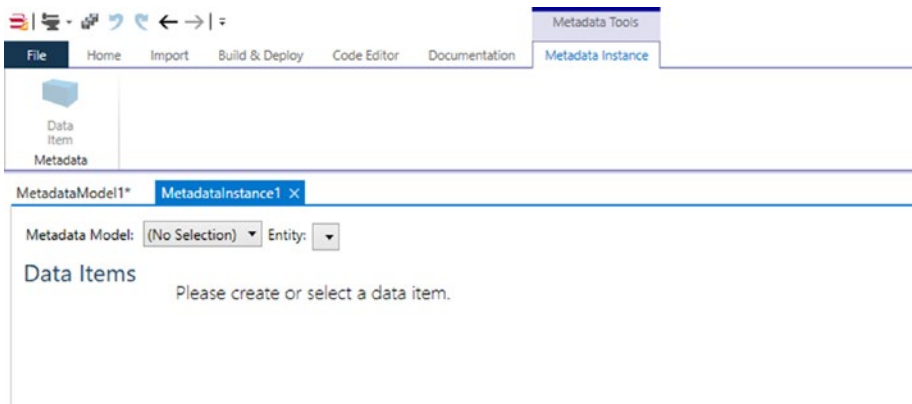 Metadata Tools
File Home Import Build & Deploy Code Editor Documentation Metadata Instance
Data
Item
Metadata
MetadataModel1* MetadataInstance1 ×
Metadata Model: (No Selection) Entity:
Data Items
Please create or select a data item.